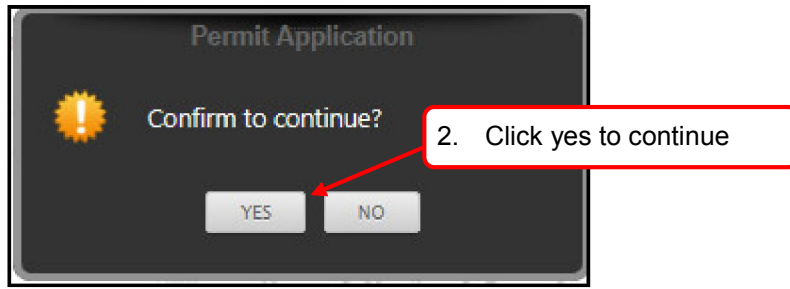 Permit Application
Confirm to continue?
2. Click yes to continue
YES NO